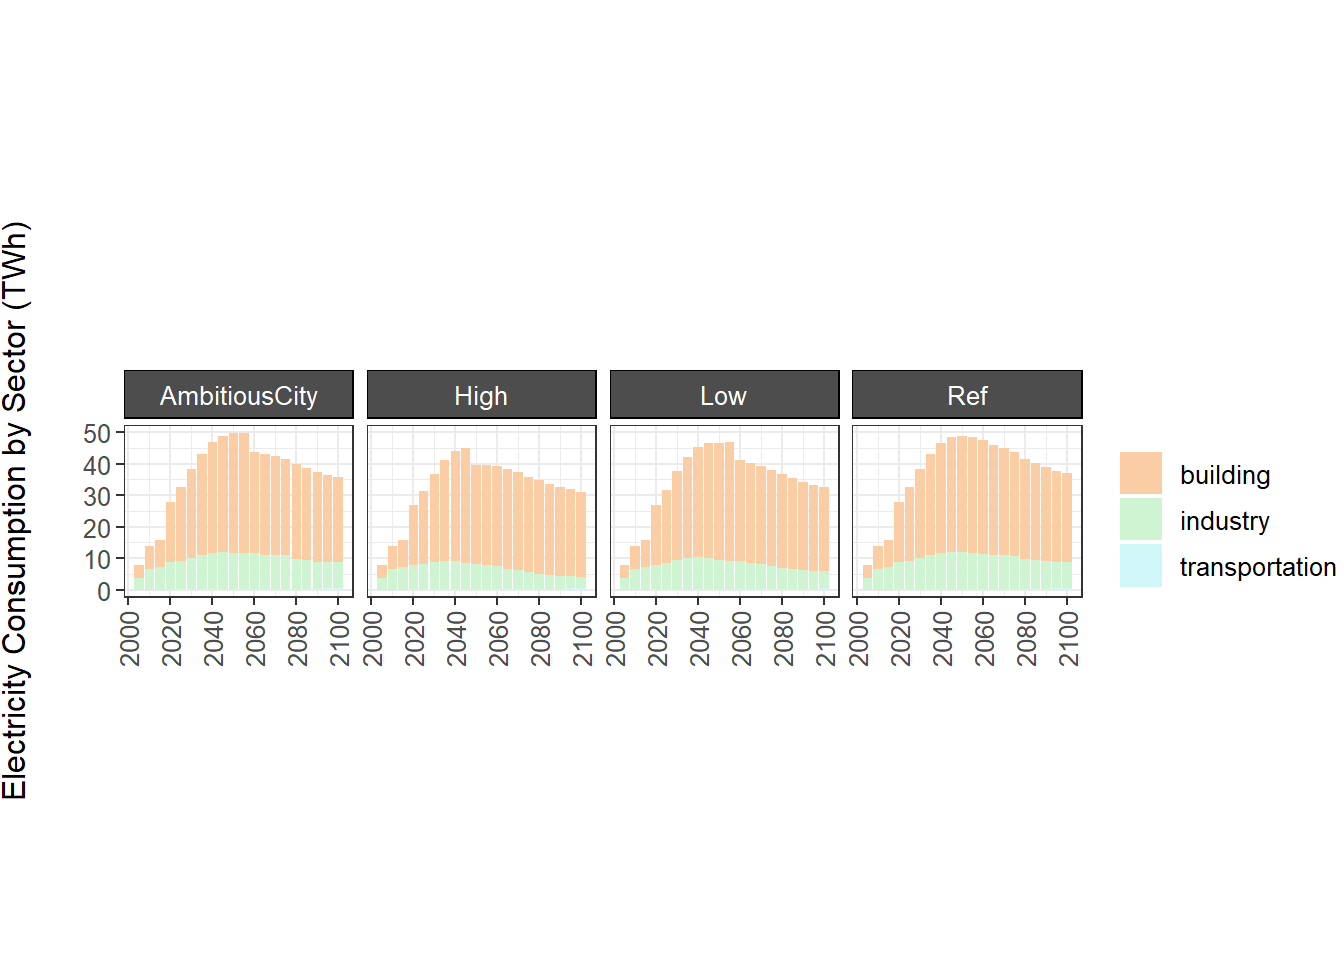 Electricity Consumption by Sector (TWh)
AmbitiousCity High Low Ref
50
40
30
20
10
0
2000 2020 2040 2060 2080 2100 2000 2020 2040 2060 2080 2100 2000 2020 2040 2060 2080 2100 2000 2020 2040 2060 2080 2100
building
industry
transportation